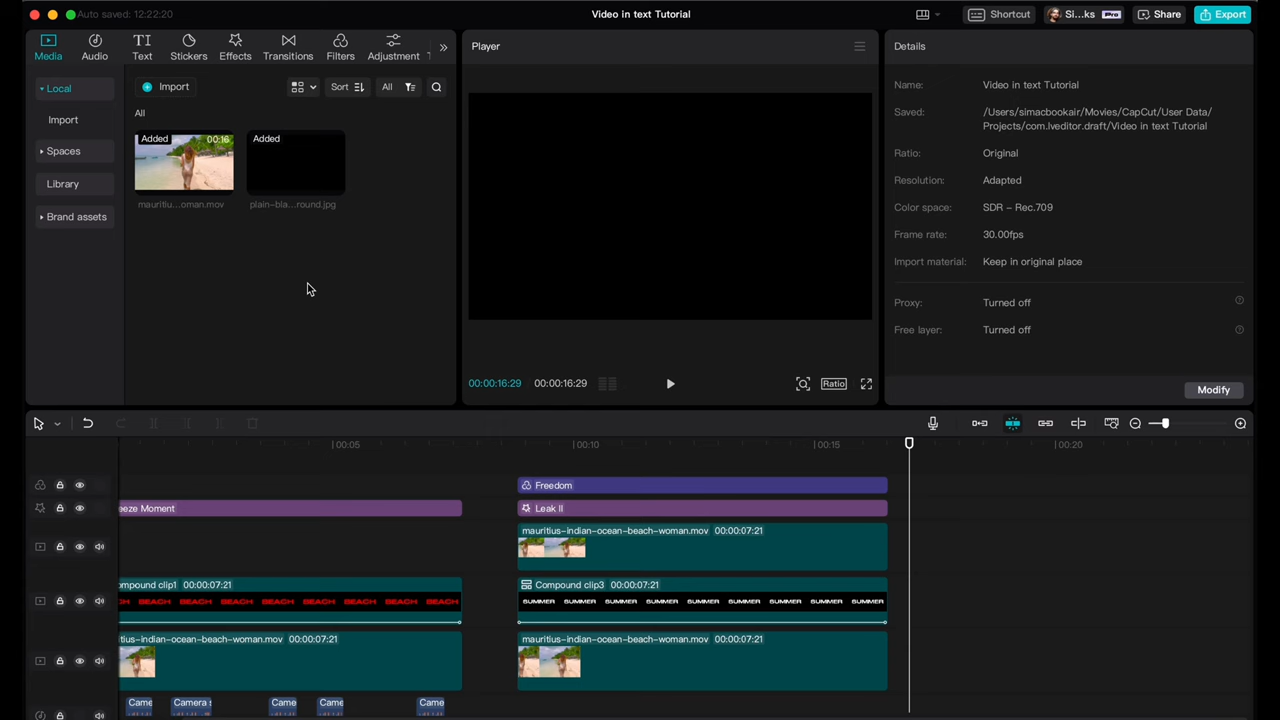 Auto saved: 12:22:20
Video in text Tutorial
Shortcut
Si...ks
Pro
Share
Export
Media
Audio
Text
Stickers
Effects
Transitions
Filters
Adjustment
Player
Details
Local
Import
Sort
All
Import
Spaces
Library
Brand assets
All
Added
00:16
mauritiu...oman.mov
Added
plain-bla...round.jpg
Name:
Video in text Tutorial
Saved:
/Users/simacbookair/Movies/CapCut/User Data/
Projects/com.lveditor.draft/Video in text Tutorial
Ratio:
Original
Resolution:
Adapted
Color space:
SDR – Rec.709
Frame rate:
30.00fps
Import material:
Keep in original place
Proxy:
Turned off
Free layer:
Turned off
00:00:16:29
00:00:16:29
Ratio
Modify
00:05
00:10
00:15
00:20
Freedom
eeze Moment
Leak II
mauritius-indian-ocean-beach-woman.mov 00:00:07:21
ompound clip1 00:00:07:21
Compound clip3 00:00:07:21
BEACH BEACH BEACH BEACH BEACH BEACH BEACH BEACH
SUMMER SUMMER SUMMER SUMMER SUMMER SUMMER SUMMER SUMMER SUMMER
itius-indian-ocean-beach-woman.mov 00:00:07:21
mauritius-indian-ocean-beach-woman.mov 00:00:07:21
Came
Camera
Came
Came
Came